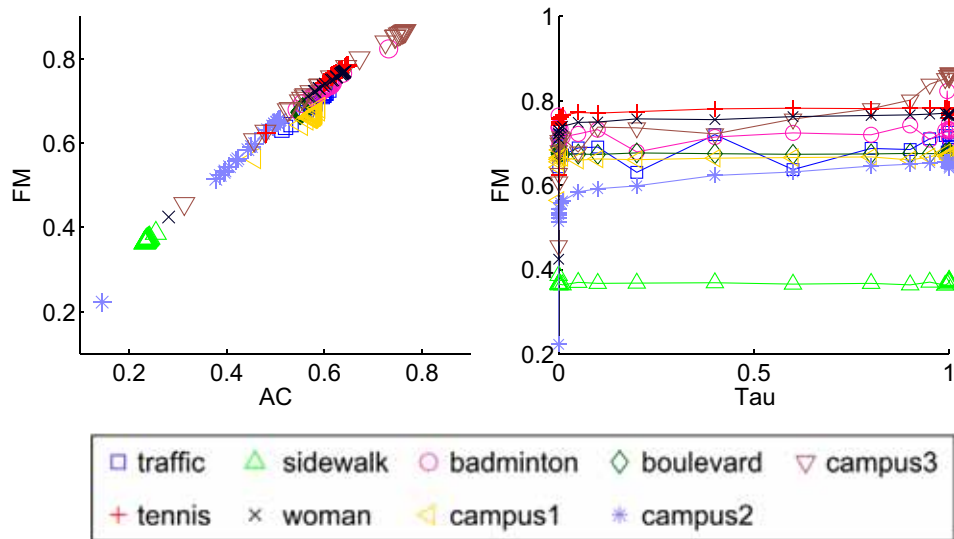 0.8
0.6
0.4
0.2
FM
0.2 0.4 0.6 0.8
AC
1
0.8
0.6
0.4
0.2
FM
0 0.5 1
Tau
traffic sidewalk badminton boulevard campus3
tennis woman campus1 campus2